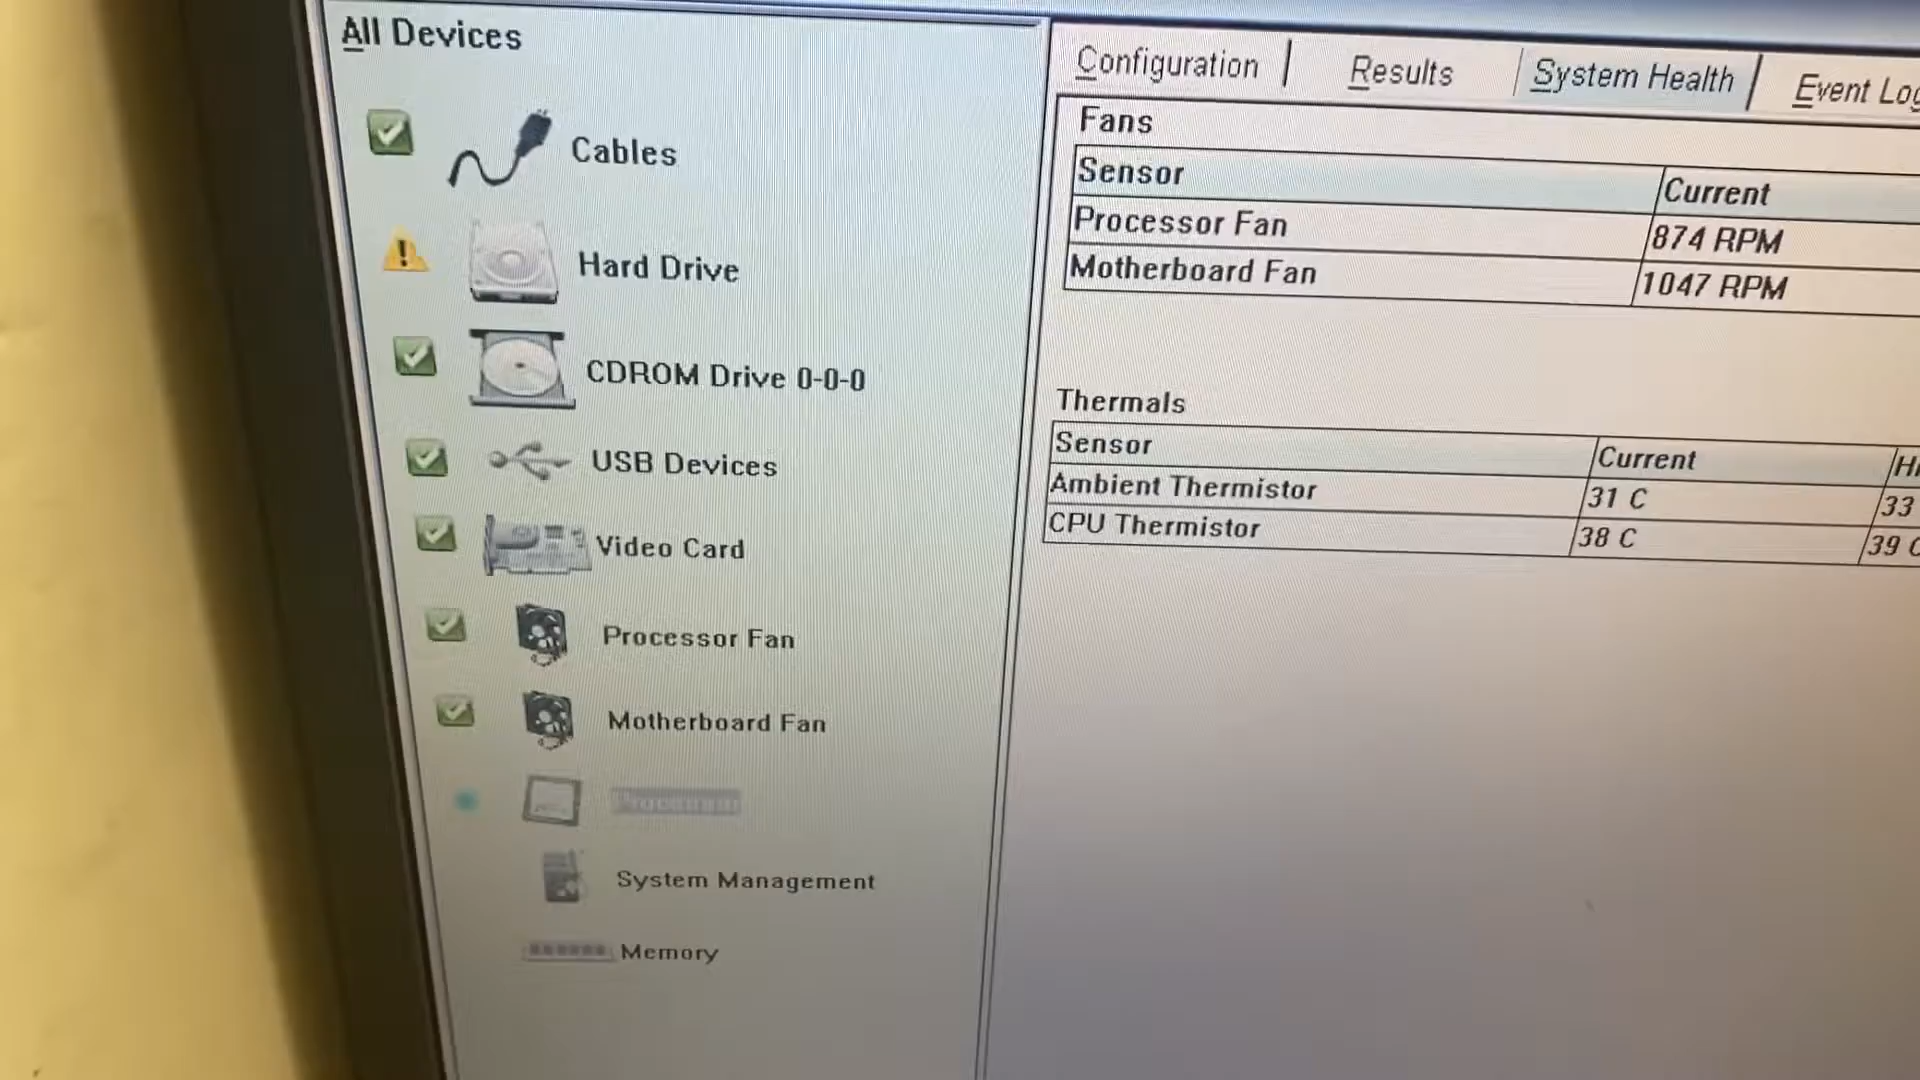 All Devices
Cables
Hard Drive
CDROM Drive 0-0-0
USB Devices
Video Card
Processor Fan
Motherboard Fan
System Management
Memory
Configuration Results System Health Event Log
Fans
Sensor Current
Processor Fan 874 RPM
Motherboard Fan 1047 RPM
Thermals
Sensor Current
Ambient Thermistor 31 C 33
CPU Thermistor 38 C 39 C